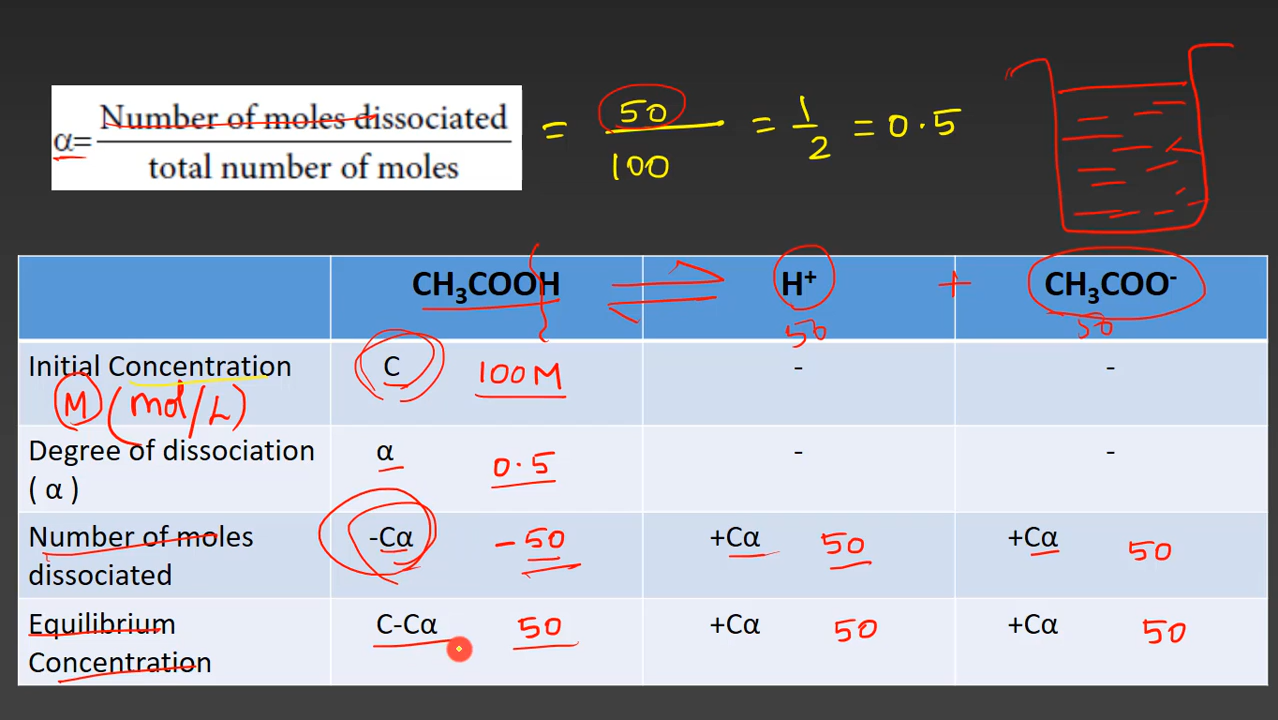 α= Number of moles dissociated / total number of moles = 50 / 100 = 1 / 2 = 0.5
CH₃COOH ⇌ H⁺ + CH₃COO⁻
50 50
Initial Concentration C 100 M - -
M (mol/L)
Degree of dissociation α 0.5 - -
( α )
Number of moles -Cα - 50 +Cα 50 +Cα 50
dissociated
Equilibrium C-Cα 50 +Cα 50 +Cα 50
Concentration